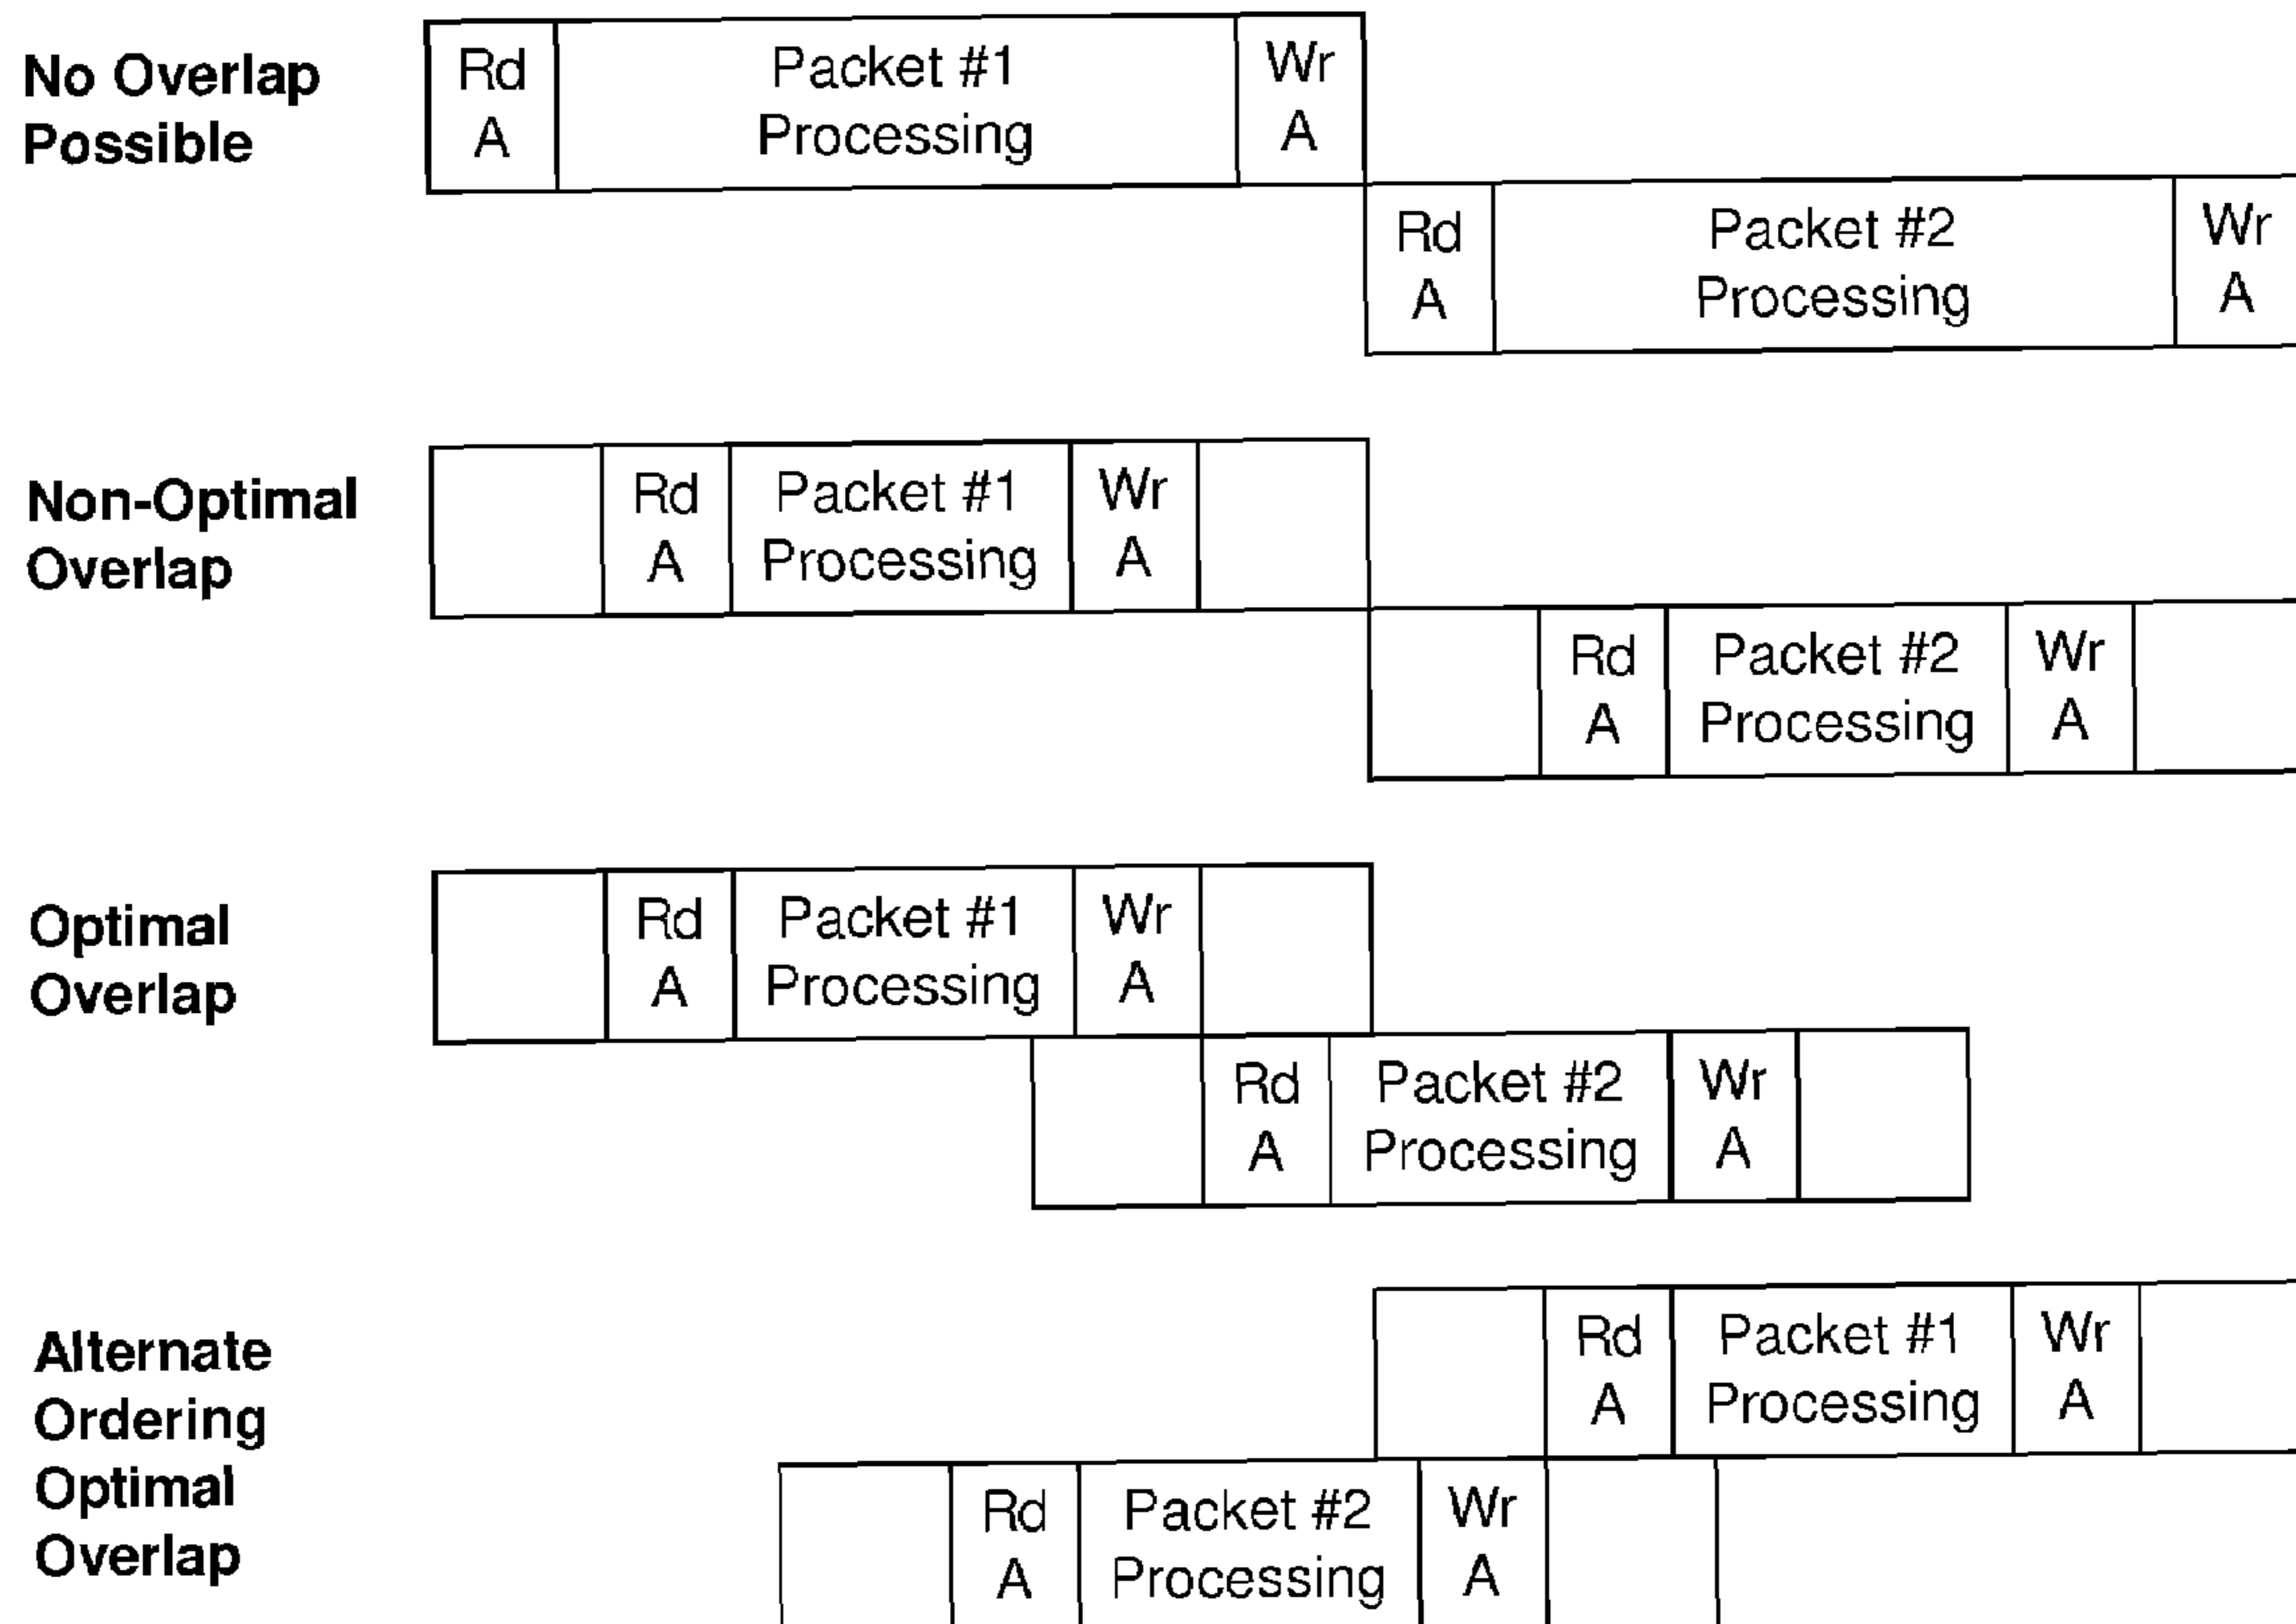 No Overlap
Possible
Rd
A
Packet #1
Processing
Wr
A
Rd
A
Packet #2
Processing
Wr
A
Non-Optimal
Overlap
Rd
A
Packet #1
Processing
Wr
A
Rd
A
Packet #2
Processing
Wr
A
Optimal
Overlap
Rd
A
Packet #1
Processing
Wr
A
Rd
A
Packet #2
Processing
Wr
A
Alternate
Ordering
Optimal
Overlap
Rd
A
Packet #1
Processing
Wr
A
Rd
A
Packet #2
Processing
Wr
A